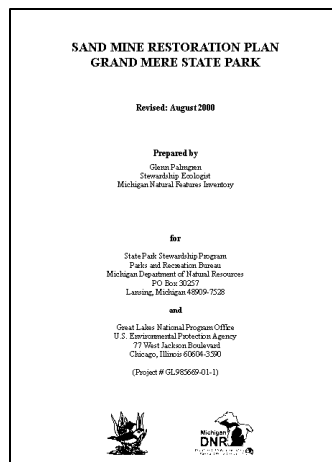 SAND MINE RESTORATION PLAN
GRAND MERE STATE PARK
Revised: August 2000
Prepared by
Glenn Palmgren
Stewardship Ecologist
Michigan Natural Features Inventory
for
State Park Stewardship Program
Parks and Recreation Bureau
Michigan Department of Natural Resources
PO Box 30257
Lansing, Michigan 48909-7528
and
Great Lakes National Program Office
U.S. Environmental Protection Agency
77 West Jackson Boulevard
Chicago, Illinois 60604-3590
(Project # GL985669-01-1)
Michigan
DNR